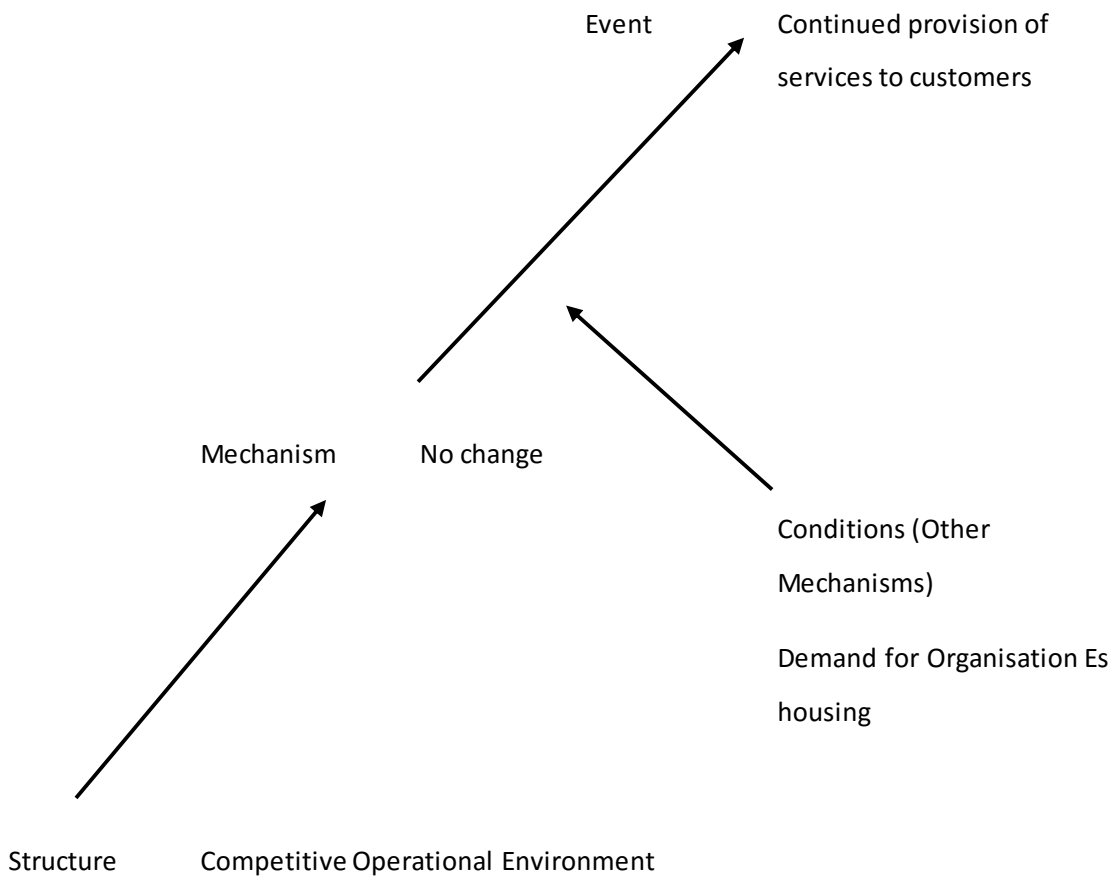 Event Continued provision of
services to customers
Mechanism No change
Conditions (Other
Mechanisms)
Demand for Organisation Es
housing
Structure Competitive Operational Environment